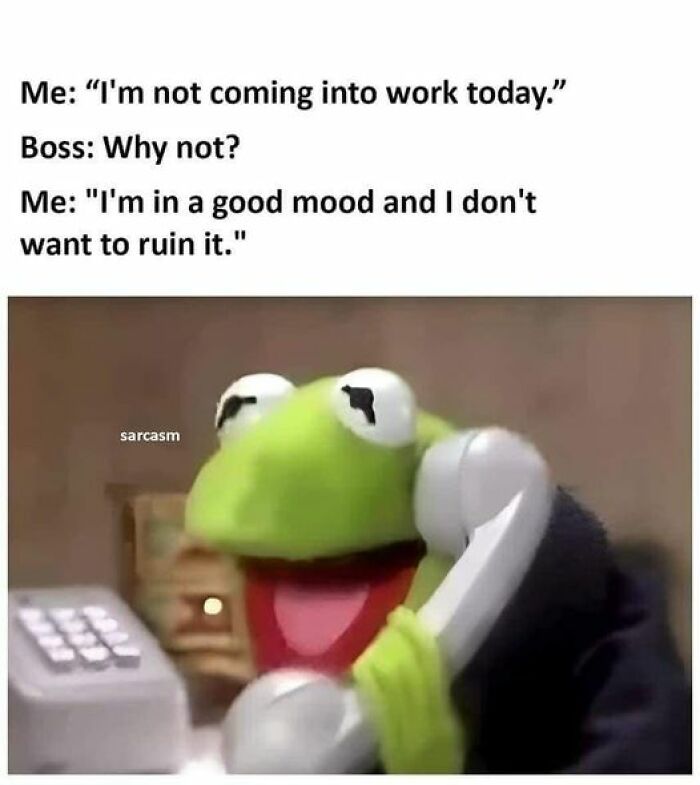 Me: “I'm not coming into work today.”
Boss: Why not?
Me: "I'm in a good mood and I don't
want to ruin it."
sarcasm